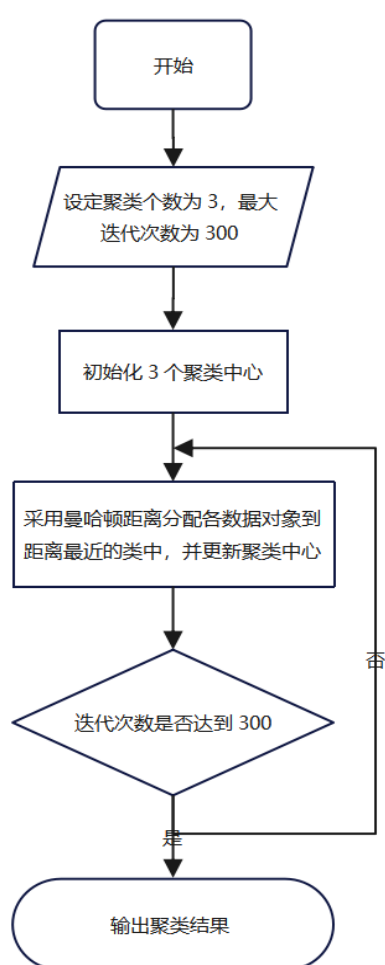 开始
设定聚类个数为 3，最大
迭代次数为 300
初始化 3 个聚类中心
采用曼哈顿距离分配各数据对象到
距离最近的类中，并更新聚类中心
否
迭代次数是否达到 300
是
输出聚类结果